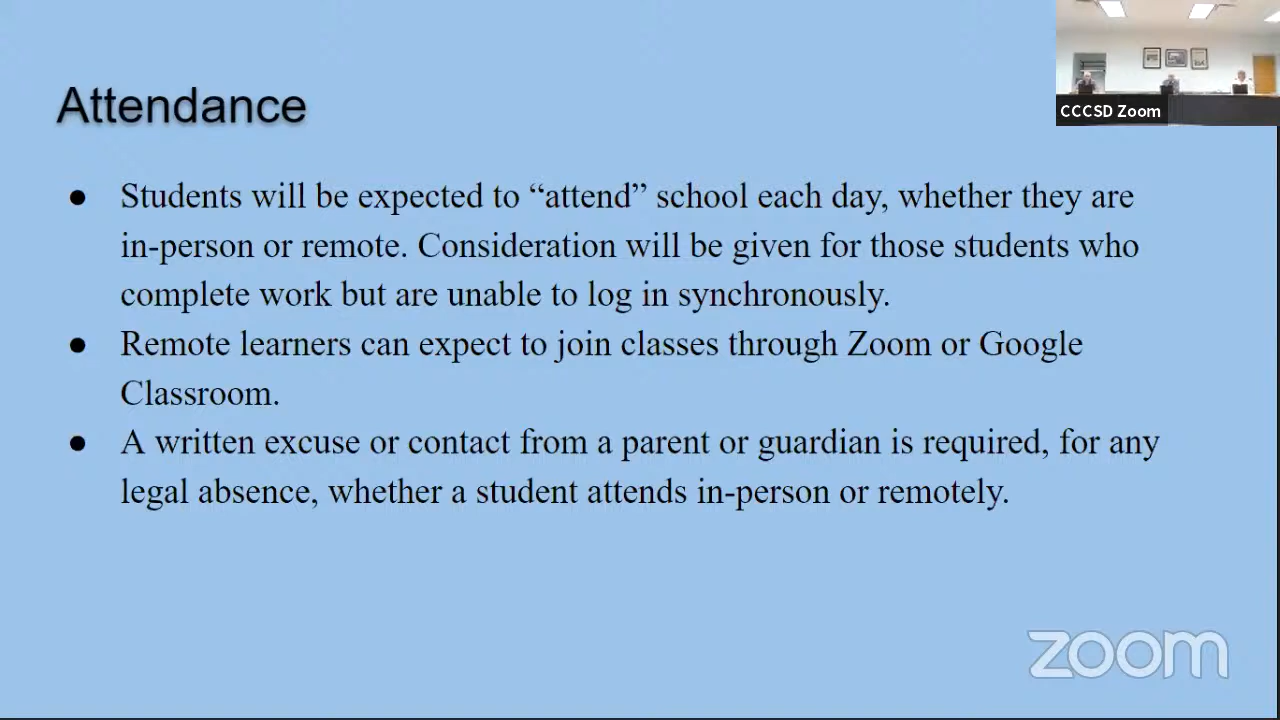 Attendance
CCCSD Zoom
● Students will be expected to “attend” school each day, whether they are
in-person or remote. Consideration will be given for those students who
complete work but are unable to log in synchronously.
● Remote learners can expect to join classes through Zoom or Google
Classroom.
● A written excuse or contact from a parent or guardian is required, for any
legal absence, whether a student attends in-person or remotely.
zoom